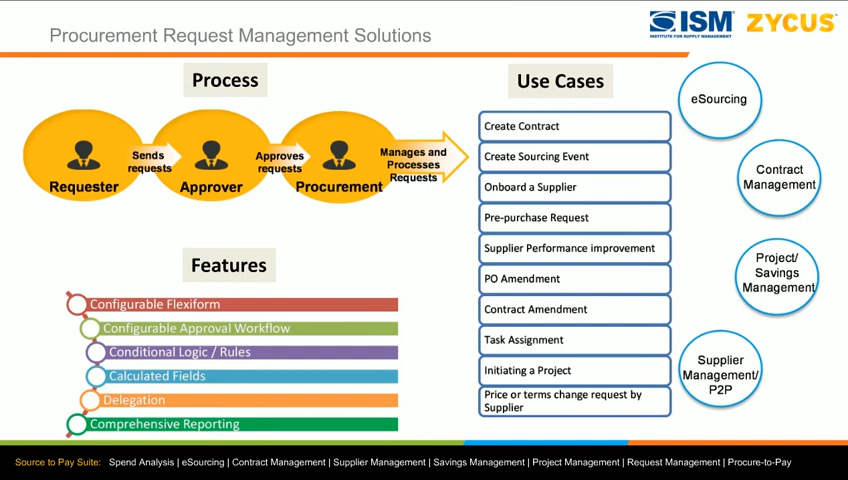 Procurement Request Management Solutions
ISM
INSTITUTE FOR SUPPLY MANAGEMENT
ZYCUS
Process
Requester
Sends
requests
Approver
Approves
requests
Procurement
Manages and
Processes
Requests
Features
Configurable Flexiform
Configurable Approval Workflow
Conditional Logic / Rules
Calculated Fields
Delegation
Comprehensive Reporting
Use Cases
Create Contract
Create Sourcing Event
Onboard a Supplier
Pre-purchase Request
Supplier Performance improvement
PO Amendment
Contract Amendment
Task Assignment
Initiating a Project
Price or terms change request by
Supplier
eSourcing
Contract
Management
Project/
Savings
Management
Supplier
Management/
P2P
Source to Pay Suite: Spend Analysis | eSourcing | Contract Management | Supplier Management | Savings Management | Project Management | Request Management | Procure-to-Pay